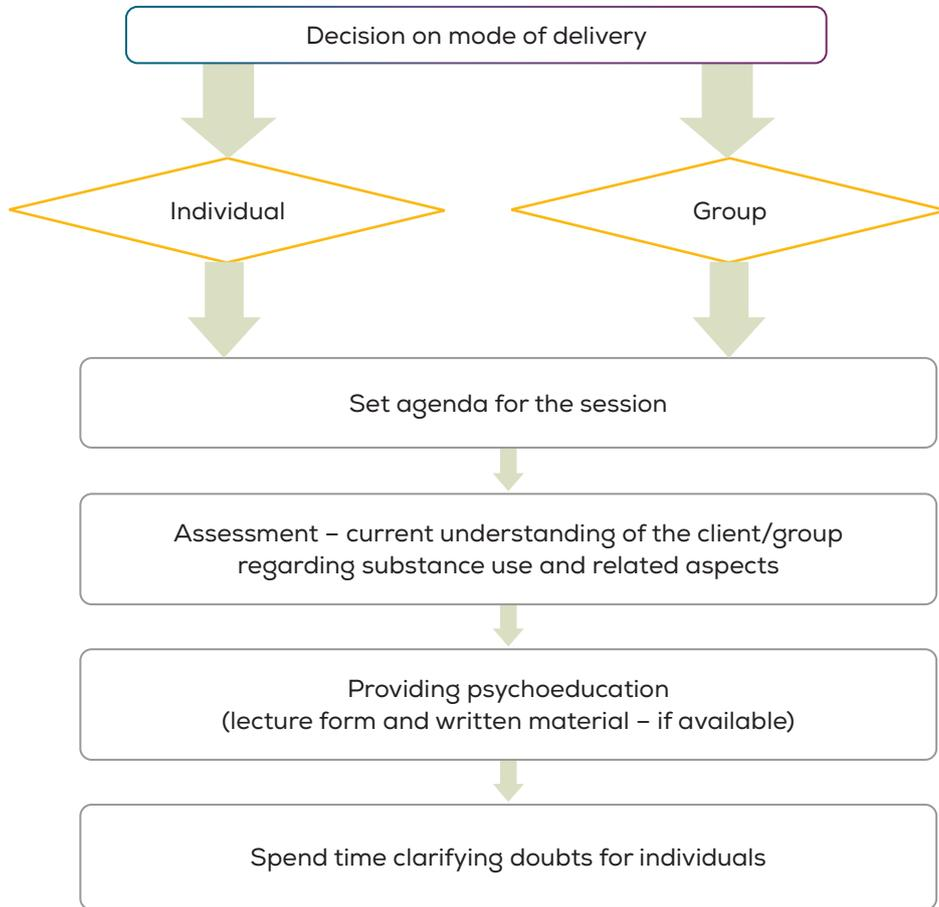 Decision on mode of delivery
Individual
Group
Set agenda for the session
Assessment – current understanding of the client/group
regarding substance use and related aspects
Providing psychoeducation
(lecture form and written material – if available)
Spend time clarifying doubts for individuals